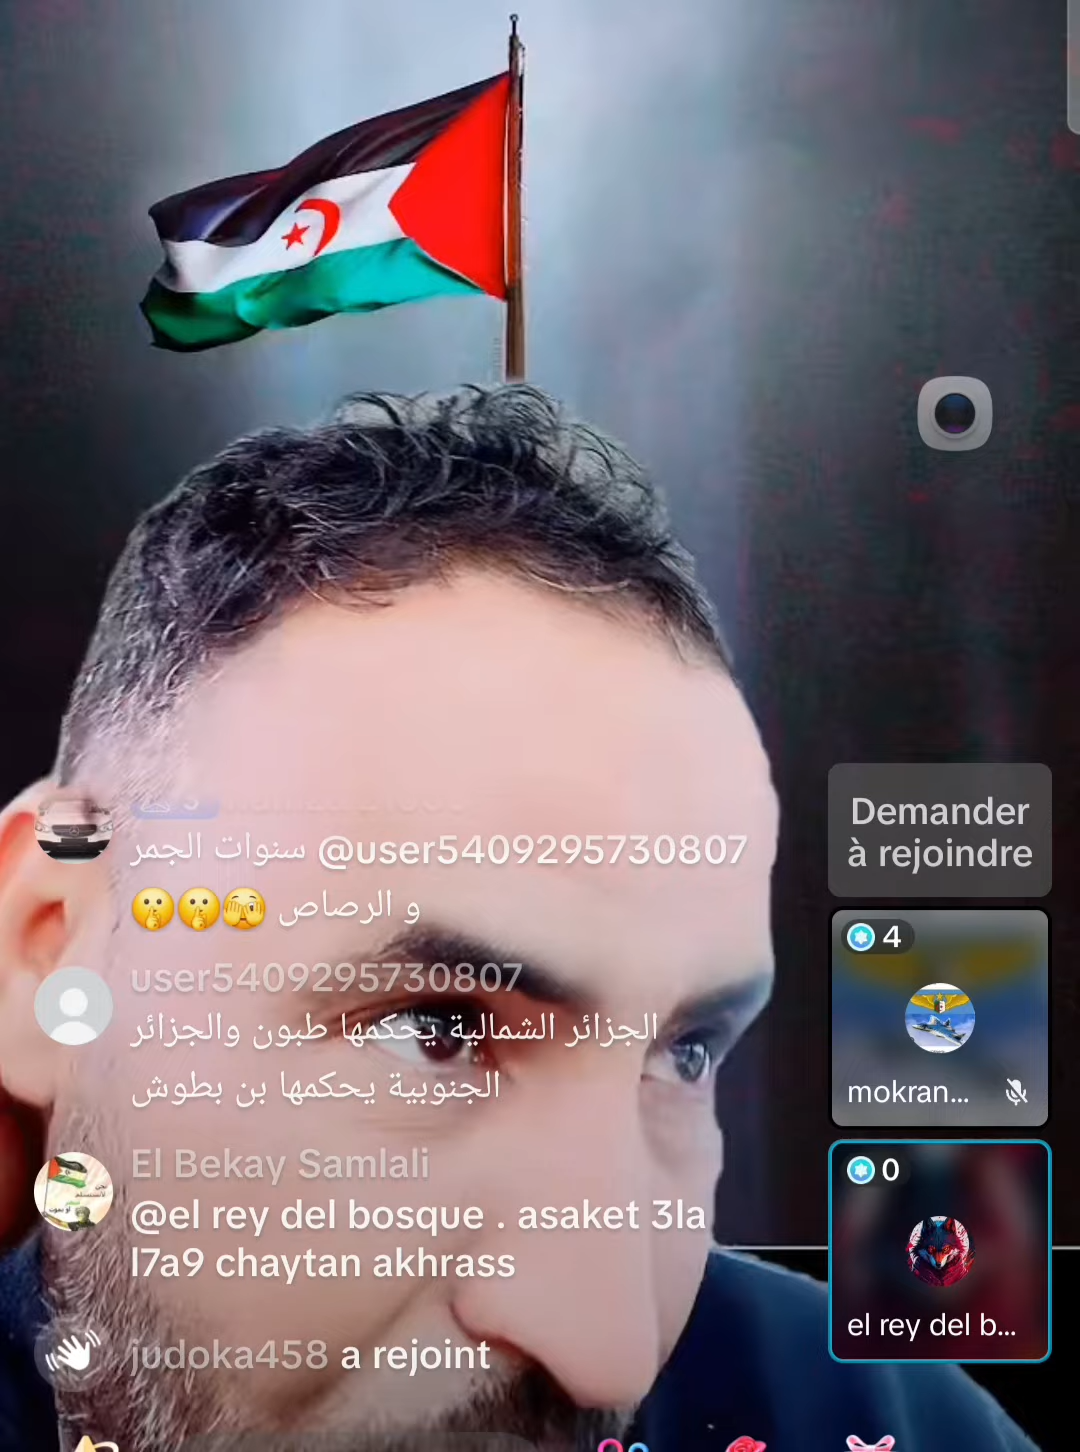 سنوات الجمر @user5409295730807
و الرصاص 🫣🤫🤫
user5409295730807
الجزائر الشمالية يحكمها طبون والجزائر
الجنوبية يحكمها بن بطوش
El Bekay Samlali
@el rey del bosque . asaket 3la
l7a9 chaytan akhrass
judoka458 a rejoint
Demander
à rejoindre
4
mokran...
0
el rey del b...